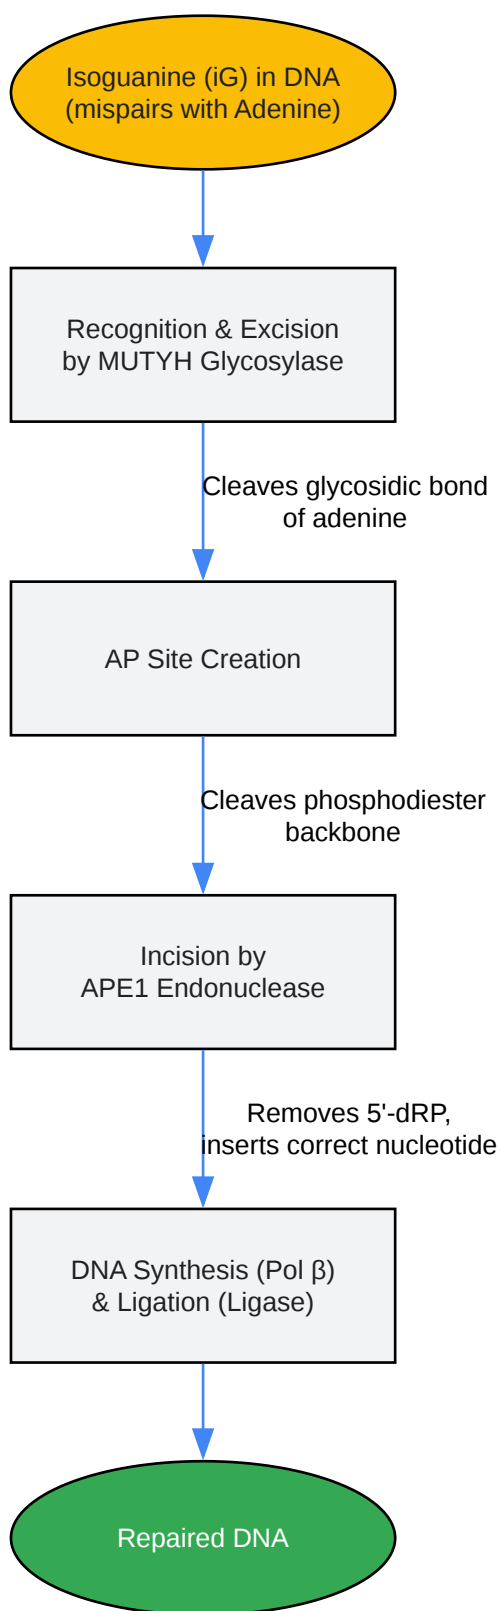 Isoguanine (iG) in DNA
(mispairs with Adenine)
Recognition & Excision
by MUTYH Glycosylase
Cleaves glycosidic bond
of adenine
AP Site Creation
Cleaves phosphodiester
backbone
Incision by
APE1 Endonuclease
Removes 5'-dRP,
inserts correct nucleotide
DNA Synthesis (Pol β)
& Ligation (Ligase)
Repaired DNA